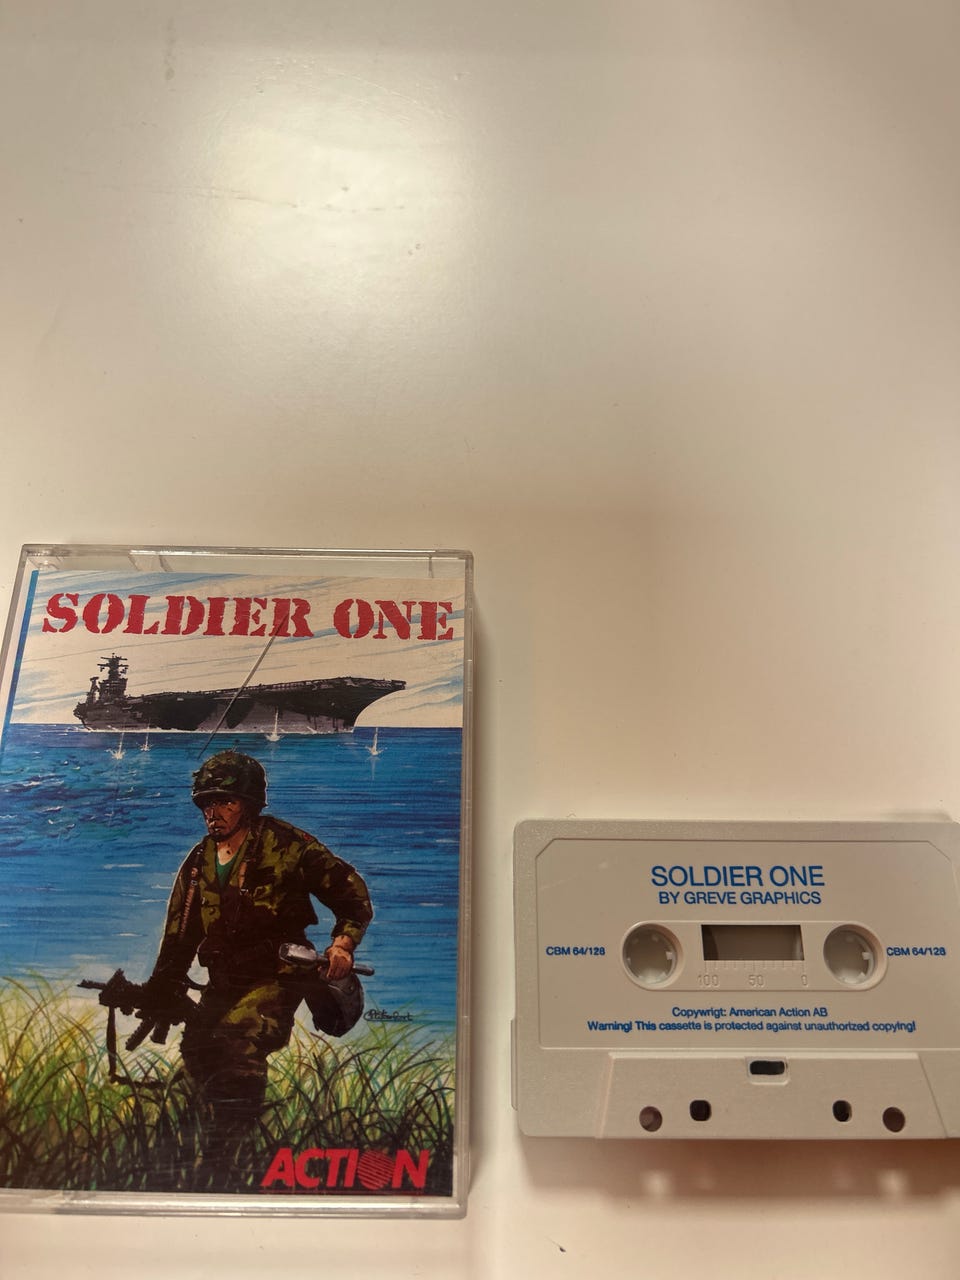 SOLDIER ONE
ACTION
SOLDIER ONE
BY GREVE GRAPHICS
CBM 64/128
CBM 64/128
100 50 0
Copywrigt: American Action AB
Warning! This cassette is protected against unauthorized copying!